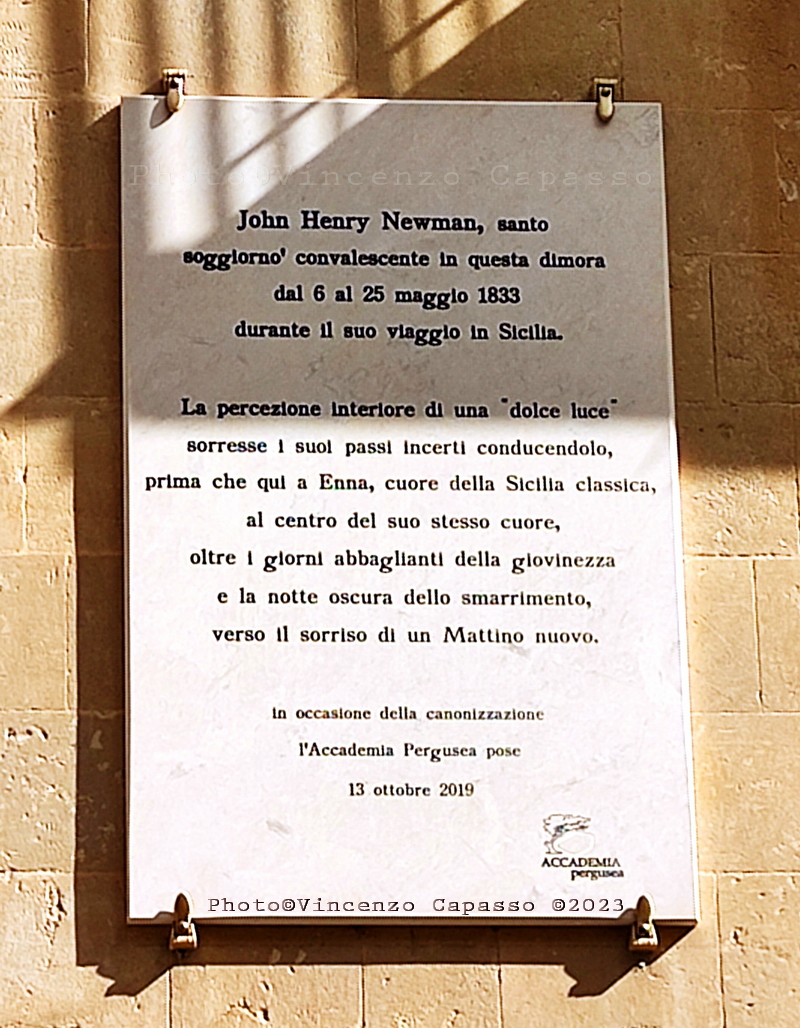 Photo©Vincenzo Capasso
John Henry Newman, santo
soggiorno' convalescente in questa dimora
dal 6 al 25 maggio 1833
durante il suo viaggio in Sicilia.
La percezione interiore di una "dolce luce"
sorresse i suoi passi incerti conducendolo,
prima che qui a Enna, cuore della Sicilia classica,
al centro del suo stesso cuore,
oltre i giorni abbaglianti della giovinezza
e la notte oscura dello smarrimento,
verso il sorriso di un Mattino nuovo.
in occasione della canonizzazione
l'Accademia Pergusea pose
13 ottobre 2019
ACCADEMIA
pergusea
Photo©Vincenzo Capasso ©2023